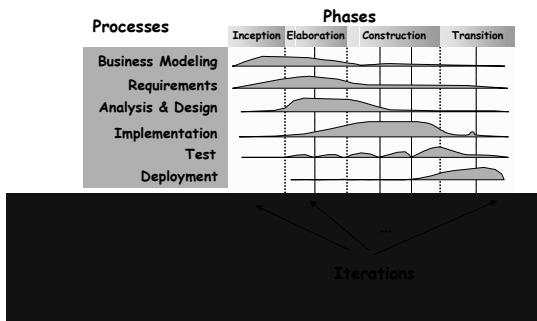 Phases
Processes
Inception Elaboration Construction Transition
Business Modeling
Requirements
Analysis & Design
Implementation
Test
Deployment
...
Iterations